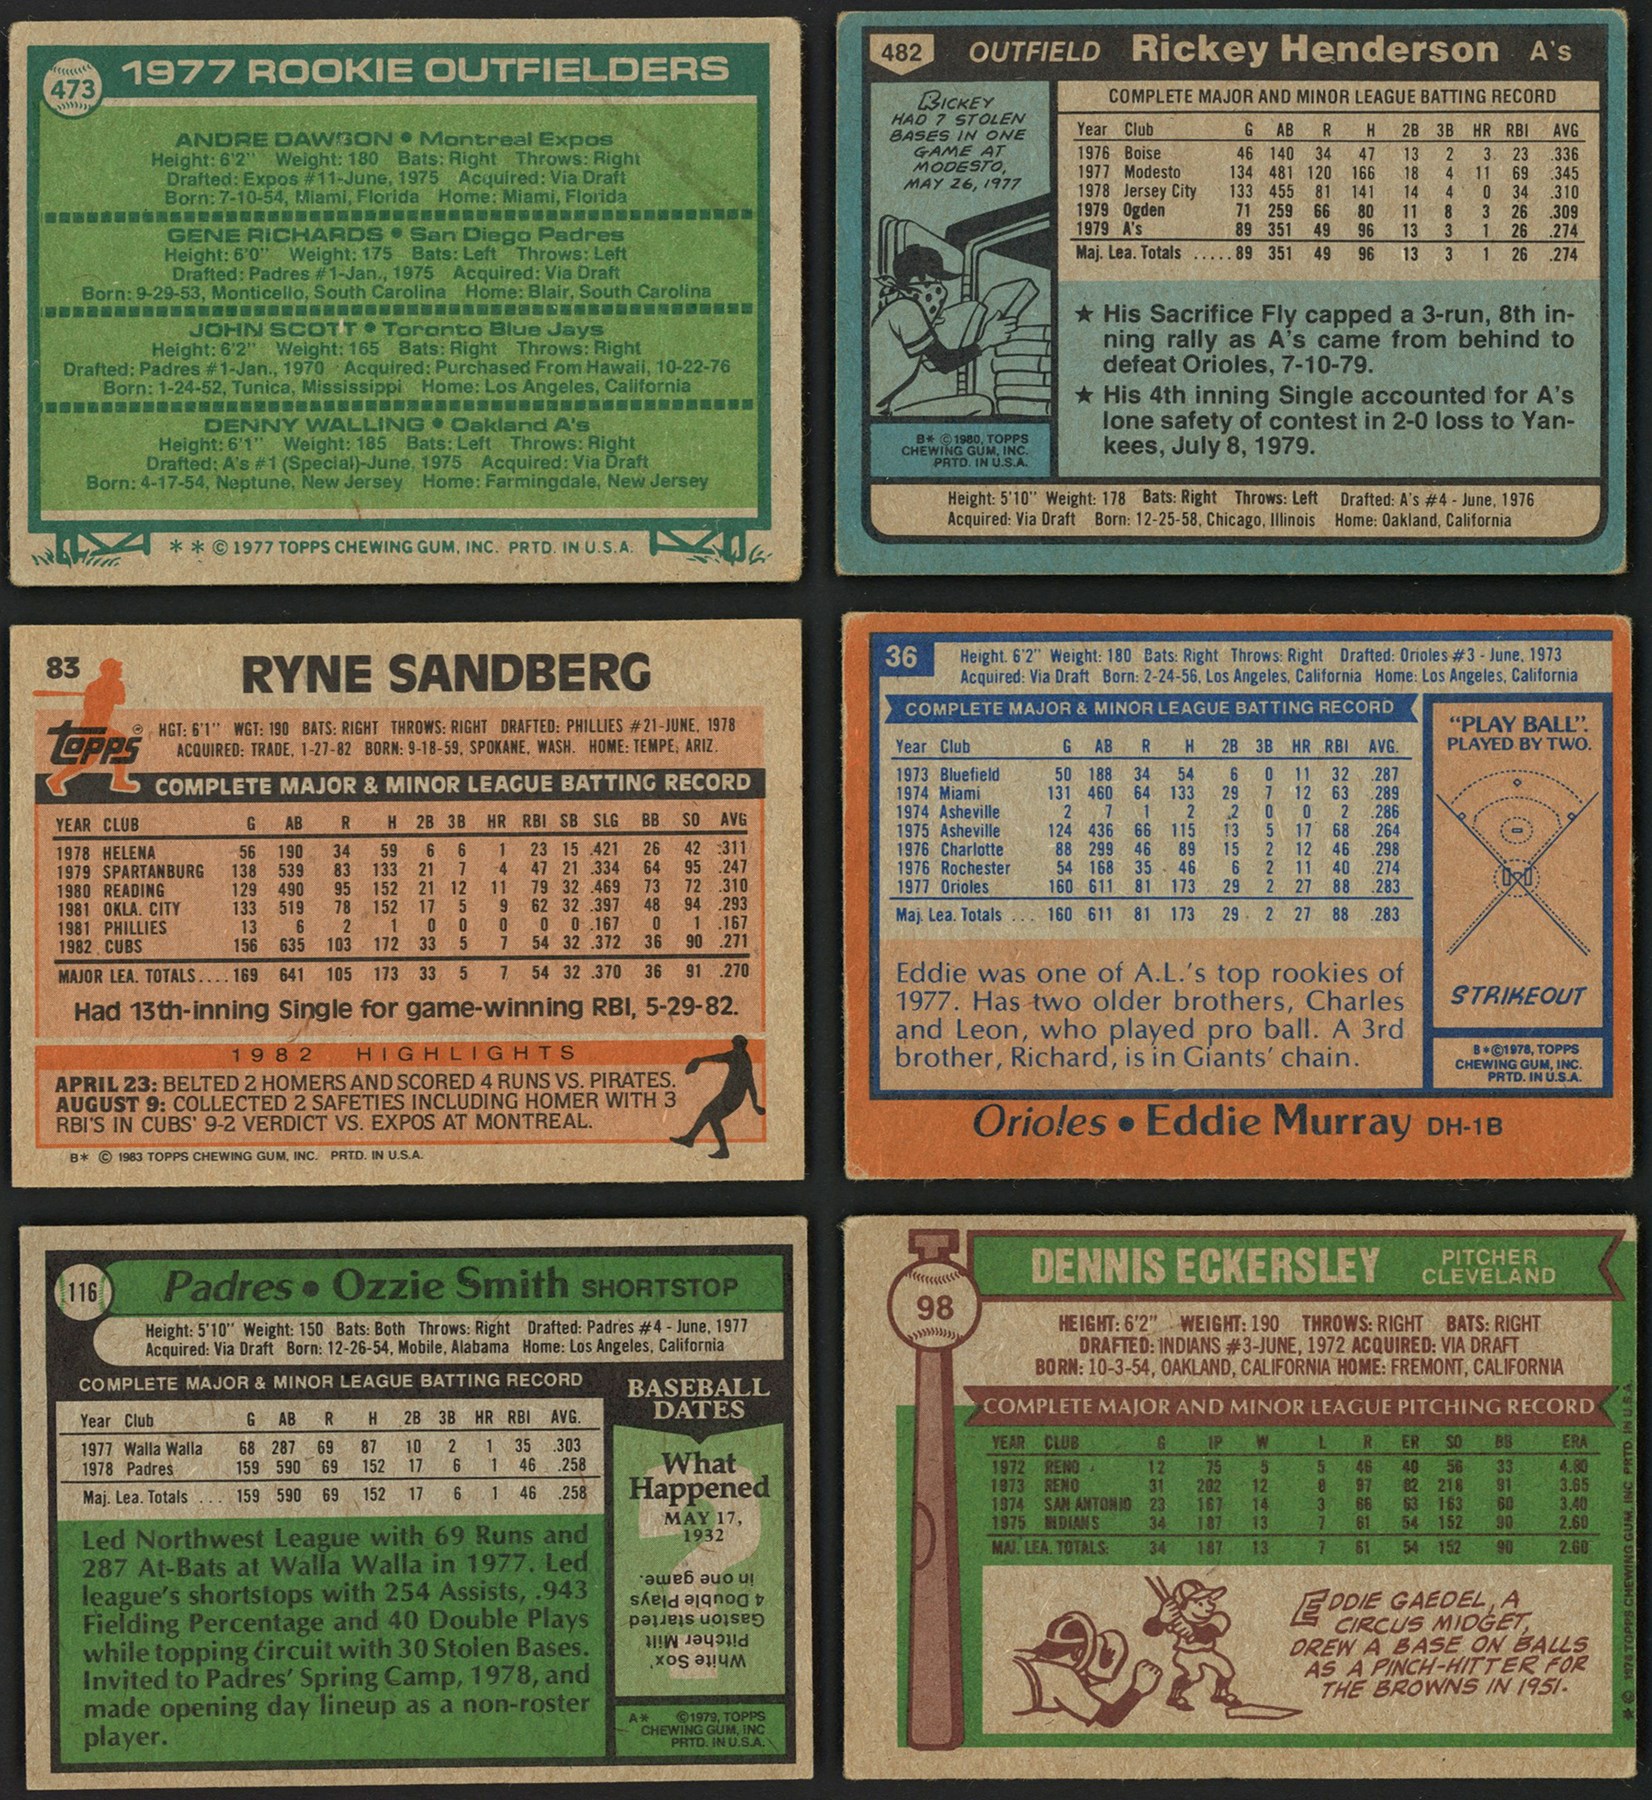 473
1977 ROOKIE OUTFIELDERS
ANDRE DAWSON • Montreal Expos
Height: 6'2" Weight: 180 Bats: Right Throws: Right
Drafted: Expos #11-June, 1975 Acquired: Via Draft
Born: 7-10-54, Miami, Florida Home: Miami, Florida
GENE RICHARDS • San Diego Padres
Height: 6'0" Weight: 175 Bats: Left Throws: Left
Drafted: Padres #1-Jan., 1975 Acquired: Via Draft
Born: 9-29-53, Monticello, South Carolina Home: Blair, South Carolina
JOHN SCOTT • Toronto Blue Jays
Height: 6'2" Weight: 165 Bats: Right Throws: Right
Drafted: Padres #1-Jan., 1970 Acquired: Purchased From Hawaii, 10-22-76
Born: 1-24-52, Tunica, Mississippi Home: Los Angeles, California
DENNY WALLING • Oakland A's
Height: 6'1" Weight: 185 Bats: Left Throws: Right
Drafted: A's #1 (Special)-June, 1975 Acquired: Via Draft
Born: 4-17-54, Neptune, New Jersey Home: Farmingdale, New Jersey
* * © 1977 TOPPS CHEWING GUM, INC. PRTD. IN U.S.A.
482 OUTFIELD Rickey Henderson A's
RICKEY
HAD 7 STOLEN
BASES IN ONE
GAME AT
MODESTO,
MAY 26, 1977
B* © 1980, TOPPS
CHEWING GUM, INC.
PRTD. IN U.S.A.
COMPLETE MAJOR AND MINOR LEAGUE BATTING RECORD
Year Club G AB R H 2B 3B HR RBI AVG
1976 Boise 46 140 34 47 13 2 3 23 .336
1977 Modesto 134 481 120 166 18 4 11 69 .345
1978 Jersey City 133 455 81 141 14 4 0 34 .310
1979 Ogden 71 259 66 80 11 8 3 26 .309
1979 A's 89 351 49 96 13 3 1 26 .274
Maj. Lea. Totals ..... 89 351 49 96 13 3 1 26 .274
★ His Sacrifice Fly capped a 3-run, 8th in-
ning rally as A's came from behind to
defeat Orioles, 7-10-79.
★ His 4th inning Single accounted for A's
lone safety of contest in 2-0 loss to Yan-
kees, July 8, 1979.
Height: 5'10" Weight: 178 Bats: Right Throws: Left Drafted: A's #4 - June, 1976
Acquired: Via Draft Born: 12-25-58, Chicago, Illinois Home: Oakland, California
83
RYNE SANDBERG
topps ®
HGT: 6'1" WGT: 190 BATS: RIGHT THROWS: RIGHT DRAFTED: PHILLIES #21-JUNE, 1978
ACQUIRED: TRADE, 1-27-82 BORN: 9-18-59, SPOKANE, WASH. HOME: TEMPE, ARIZ.
COMPLETE MAJOR & MINOR LEAGUE BATTING RECORD
YEAR CLUB G AB R H 2B 3B HR RBI SB SLG BB SO AVG
1978 HELENA 56 190 34 59 6 6 1 23 15 .421 26 42 .311
1979 SPARTANBURG 138 539 83 133 21 7 4 47 21 .334 64 95 .247
1980 READING 129 490 95 152 21 12 11 79 32 .469 73 72 .310
1981 OKLA. CITY 133 519 78 152 17 5 9 62 32 .397 48 94 .293
1981 PHILLIES 13 6 2 1 0 0 0 0 0 .167 0 1 .167
1982 CUBS 156 635 103 172 33 5 7 54 32 .372 36 90 .271
MAJOR LEA. TOTALS.... 169 641 105 173 33 5 7 54 32 .370 36 91 .270
Had 13th-inning Single for game-winning RBI, 5-29-82.
1982 HIGHLIGHTS
APRIL 23: BELTED 2 HOMERS AND SCORED 4 RUNS VS. PIRATES.
AUGUST 9: COLLECTED 2 SAFETIES INCLUDING HOMER WITH 3
RBI'S IN CUBS' 9-2 VERDICT VS. EXPOS AT MONTREAL.
B* © 1983 TOPPS CHEWING GUM, INC. PRTD. IN U.S.A.
36
Height. 6'2" Weight: 180 Bats: Right Throws: Right Drafted: Orioles #3 - June, 1973
Acquired: Via Draft Born: 2-24-56, Los Angeles, California Home: Los Angeles, California
COMPLETE MAJOR & MINOR LEAGUE BATTING RECORD
Year Club G AB R H 2B 3B HR RBI AVG.
1973 Bluefield 50 188 34 54 6 0 11 32 .287
1974 Miami 131 460 64 133 29 7 12 63 .289
1974 Asheville 2 7 1 2 2 0 0 2 .286
1975 Asheville 124 436 66 115 13 5 17 68 .264
1976 Charlotte 88 299 46 89 15 2 12 46 .298
1976 Rochester 54 168 35 46 6 2 11 40 .274
1977 Orioles 160 611 81 173 29 2 27 88 .283
Maj. Lea. Totals ... 160 611 81 173 29 2 27 88 .283
Eddie was one of A.L.'s top rookies of
1977. Has two older brothers, Charles
and Leon, who played pro ball. A 3rd
brother, Richard, is in Giants' chain.
"PLAY BALL".
PLAYED BY TWO.
STRIKEOUT
B*©1978, TOPPS
CHEWING GUM, INC.
PRTD. IN U.S.A.
Orioles • Eddie Murray DH-1B
116
Padres • Ozzie Smith SHORTSTOP
Height: 5'10" Weight: 150 Bats: Both Throws: Right Drafted: Padres #4 - June, 1977
Acquired: Via Draft Born: 12-26-54, Mobile, Alabama Home: Los Angeles, California
COMPLETE MAJOR & MINOR LEAGUE BATTING RECORD
Year Club G AB R H 2B 3B HR RBI AVG.
1977 Walla Walla 68 287 69 87 10 2 1 35 .303
1978 Padres 159 590 69 152 17 6 1 46 .258
Maj. Lea. Totals ... 159 590 69 152 17 6 1 46 .258
Led Northwest League with 69 Runs and
287 At-Bats at Walla Walla in 1977. Led
league's shortstops with 254 Assists, .943
Fielding Percentage and 40 Double Plays
while topping circuit with 30 Stolen Bases.
Invited to Padres' Spring Camp, 1978, and
made opening day lineup as a non-roster
player.
BASEBALL
DATES
What
Happened
MAY 17,
1932
?
White Sox'
Pitcher Milt
Gaston started
4 Double Plays
in one game.
A* ©1979, TOPPS
CHEWING GUM, INC
PRTD. IN U.S.A.
98
DENNIS ECKERSLEY
PITCHER
CLEVELAND
HEIGHT: 6'2" WEIGHT: 190 THROWS: RIGHT BATS: RIGHT
DRAFTED: INDIANS #3-JUNE, 1972 ACQUIRED: VIA DRAFT
BORN: 10-3-54, OAKLAND, CALIFORNIA HOME: FREMONT, CALIFORNIA
COMPLETE MAJOR AND MINOR LEAGUE PITCHING RECORD
YEAR CLUB G IP W L R ER SO BB ERA
1972 RENO 12 75 5 5 46 40 56 33 4.80
1973 RENO 31 202 12 8 97 82 218 91 3.65
1974 SAN ANTONIO 23 167 14 3 66 63 163 60 3.40
1975 INDIANS 34 187 13 7 61 54 152 90 2.60
MAJ. LEA. TOTALS: 34 187 13 7 61 54 152 90 2.60
EDDIE GAEDEL, A
CIRCUS MIDGET,
DREW A BASE ON BALLS
AS A PINCH-HITTER FOR
THE BROWNS IN 1951.
* © 1976 TOPPS CHEWING GUM, INC. PRTD. IN U.S.A.